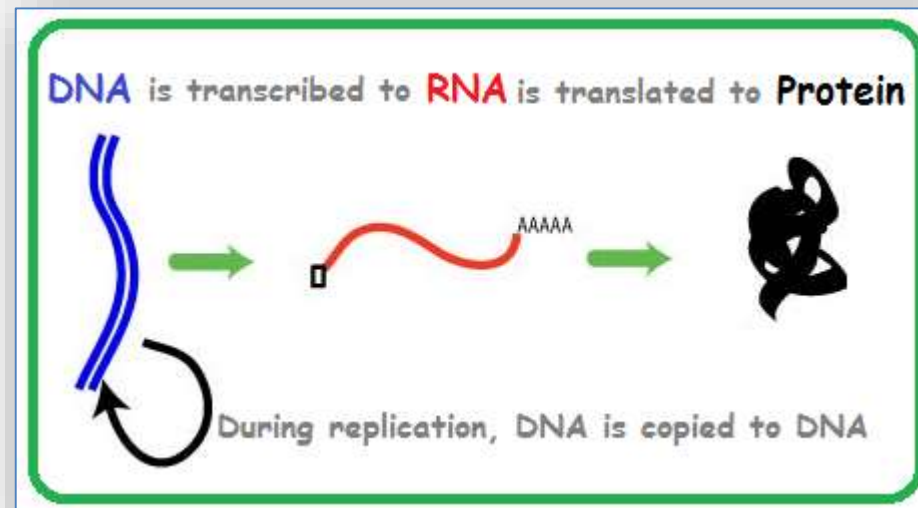 DNA is transcribed to RNA is translated to Protein
AAAAA
During replication, DNA is copied to DNA